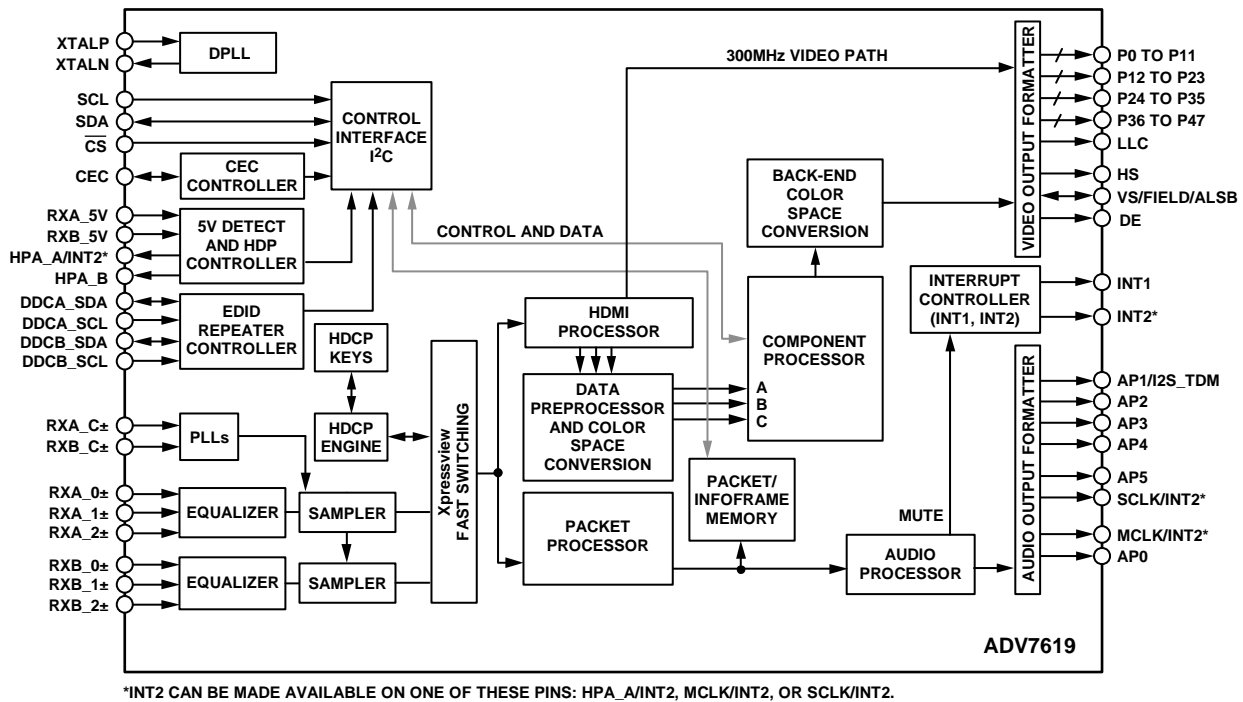 XTALP
XTALN
DPLL
SCL
SDA
CS
CEC
CONTROL
INTERFACE
I²C
CEC
CONTROLLER
RXA_5V
RXB_5V
HPA_A/INT2*
HPA_B
5V DETECT
AND HDP
CONTROLLER
DDCA_SDA
DDCA_SCL
DDCB_SDA
DDCB_SCL
EDID
REPEATER
CONTROLLER
HDCP
KEYS
HDCP
ENGINE
RXA_C±
RXB_C±
PLLs
RXA_0±
RXA_1±
RXA_2±
EQUALIZER
SAMPLER
RXB_0±
RXB_1±
RXB_2±
EQUALIZER
SAMPLER
Xpressview
FAST SWITCHING
300MHz VIDEO PATH
CONTROL AND DATA
HDMI
PROCESSOR
DATA
PREPROCESSOR
AND COLOR
SPACE
CONVERSION
PACKET
PROCESSOR
A
B
C
COMPONENT
PROCESSOR
BACK-END
COLOR
SPACE
CONVERSION
PACKET/
INFOFRAME
MEMORY
MUTE
AUDIO
PROCESSOR
INTERRUPT
CONTROLLER
(INT1, INT2)
VIDEO OUTPUT FORMATTER
AUDIO OUTPUT FORMATTER
P0 TO P11
P12 TO P23
P24 TO P35
P36 TO P47
LLC
HS
VS/FIELD/ALSB
DE
INT1
INT2*
AP1/I2S_TDM
AP2
AP3
AP4
AP5
SCLK/INT2*
MCLK/INT2*
AP0
ADV7619
*INT2 CAN BE MADE AVAILABLE ON ONE OF THESE PINS: HPA_A/INT2, MCLK/INT2, OR SCLK/INT2.